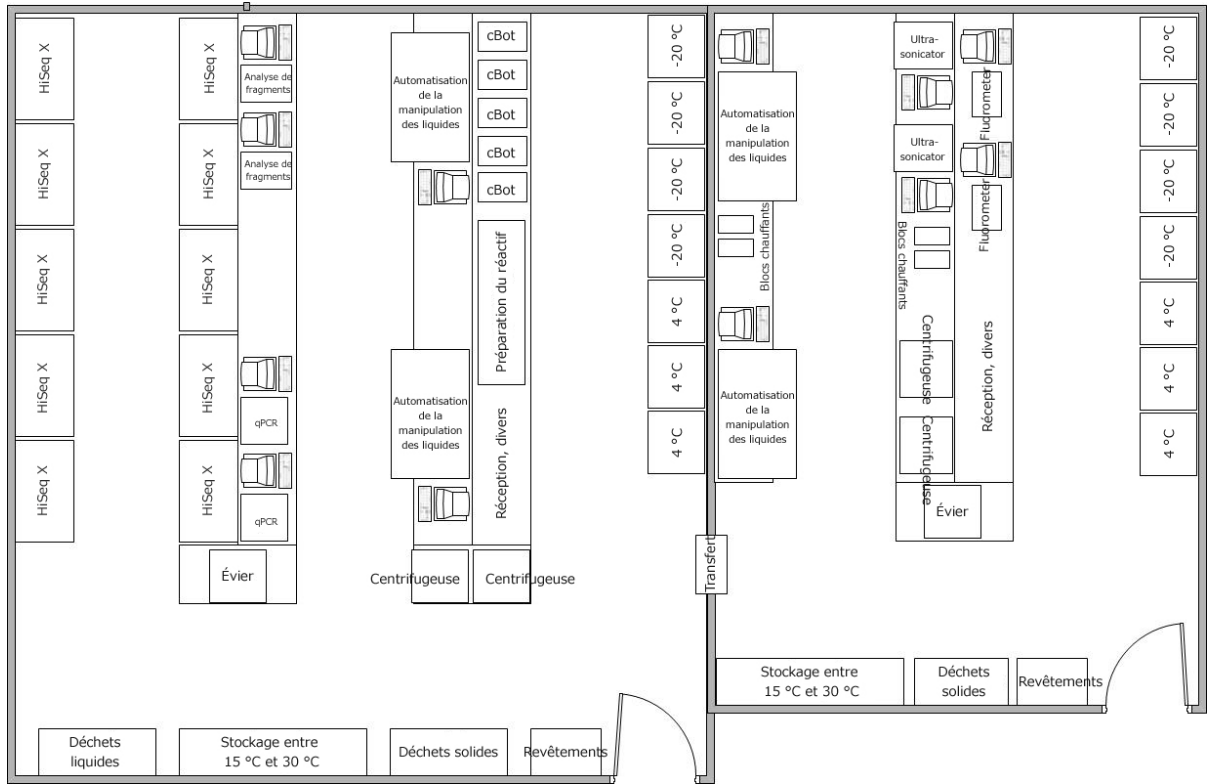 HiSeq X
HiSeq X
HiSeq X
HiSeq X
HiSeq X
HiSeq X
HiSeq X
HiSeq X
HiSeq X
HiSeq X
Analyse de
fragments
Analyse de
fragments
qPCR
qPCR
Évier
Automatisation
de la
manipulation
des liquides
Automatisation
de la
manipulation
des liquides
cBot
cBot
cBot
cBot
cBot
Préparation du réactif
Réception, divers
Centrifugeuse
Centrifugeuse
-20 °C
-20 °C
-20 °C
-20 °C
4 °C
4 °C
4 °C
Déchets
liquides
Stockage entre
15 °C et 30 °C
Déchets solides
Revêtements
Transfert
Automatisation
de la
manipulation
des liquides
Blocs chauffants
Automatisation
de la
manipulation
des liquides
Ultra-
sonicator
Ultra-
sonicator
Fluorometer
Fluorometer
Blocs chauffants
Centrifugeuse
Centrifugeuse
Réception, divers
Évier
-20 °C
-20 °C
-20 °C
-20 °C
4 °C
4 °C
4 °C
Stockage entre
15 °C et 30 °C
Déchets
solides
Revêtements